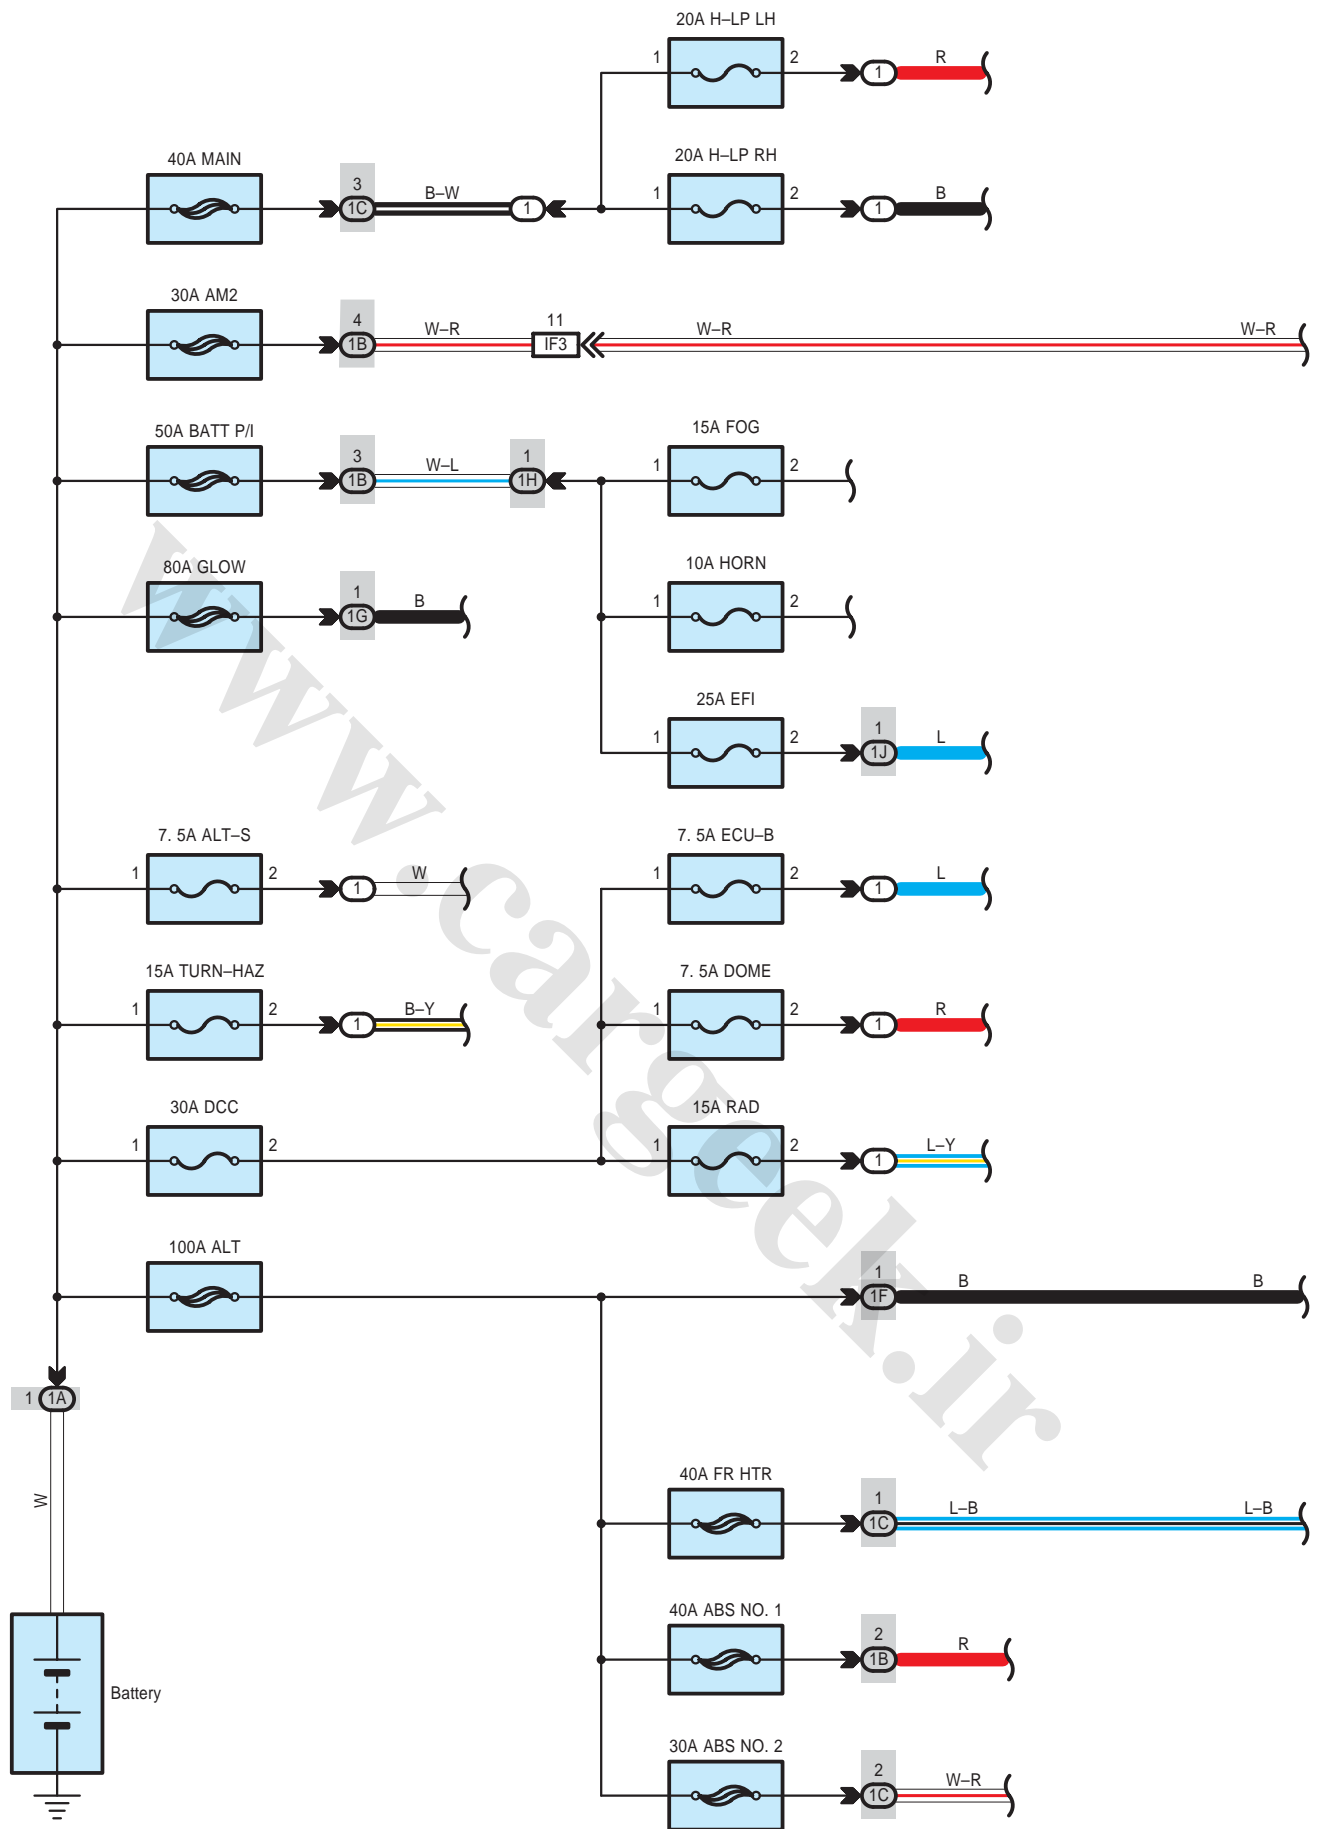 20A H–LP LH
1
2
1
R
40A MAIN
3
1C
B–W
1
20A H–LP RH
1
2
1
B
30A AM2
4
1B
W–R
11
IF3
W–R
W–R
50A BATT P/I
3
1B
W–L
1
1H
15A FOG
1
2
80A GLOW
1
1G
B
10A HORN
1
2
25A EFI
1
2
1
1J
L
7. 5A ALT–S
1
2
1
W
7. 5A ECU–B
1
2
1
L
15A TURN–HAZ
1
2
1
B–Y
7. 5A DOME
1
2
1
R
30A DCC
1
2
15A RAD
1
2
1
L–Y
100A ALT
1
1F
B
B
1
1A
W
40A FR HTR
1
1C
L–B
L–B
Battery
40A ABS NO. 1
2
1B
R
30A ABS NO. 2
2
1C
W–R
www.cargeek.ir